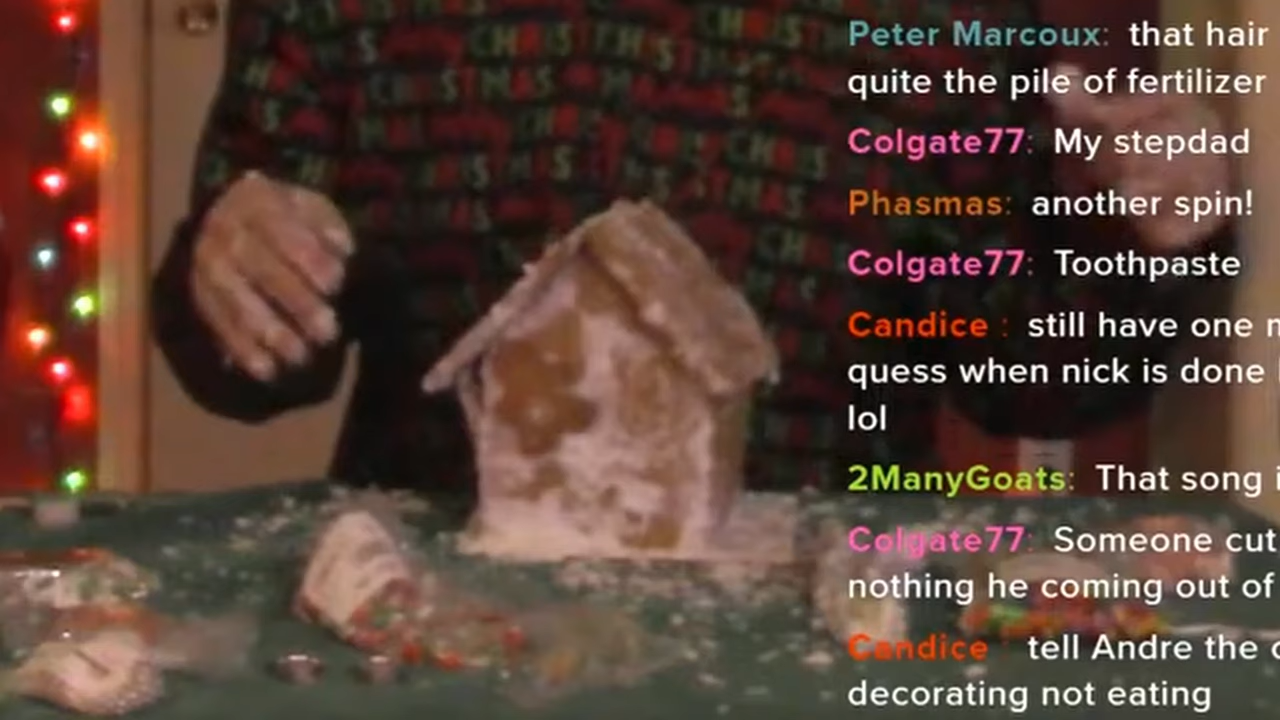 Peter Marcoux: that hair
quite the pile of fertilizer
Colgate77: My stepdad
Phasmas: another spin!
Colgate77: Toothpaste
Candice : still have one
quess when nick is done
lol
2ManyGoats: That song
Colgate77: Someone cut
nothing he coming out of
Candice : tell Andre the
decorating not eating
CHRISTMAS